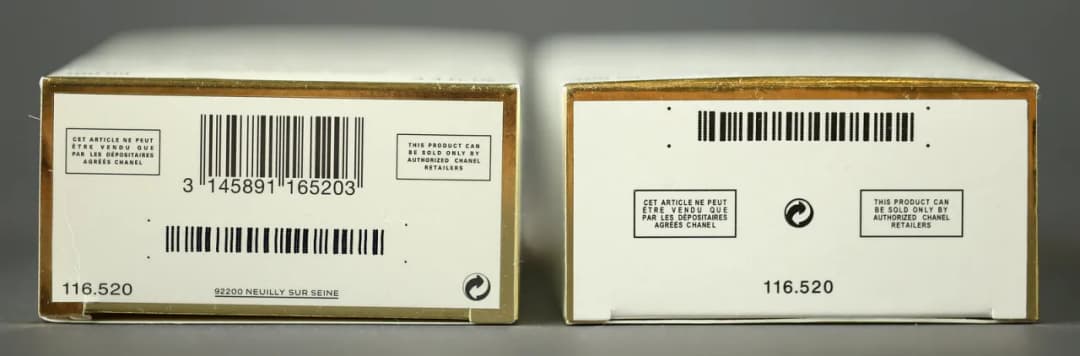 CET ARTICLE NE PEUT
ÊTRE VENDU QUE
PAR LES DÉPOSITAIRES
AGRÉÉS CHANEL
THIS PRODUCT CAN
BE SOLD ONLY BY
AUTHORIZED CHANEL
RETAILERS
3 145891 165203
116.520
92200 NEUILLY SUR SEINE
CET ARTICLE NE PEUT
ÊTRE VENDU QUE
PAR LES DÉPOSITAIRES
AGRÉÉS CHANEL
THIS PRODUCT CAN
BE SOLD ONLY BY
AUTHORIZED CHANEL
RETAILERS
116.520